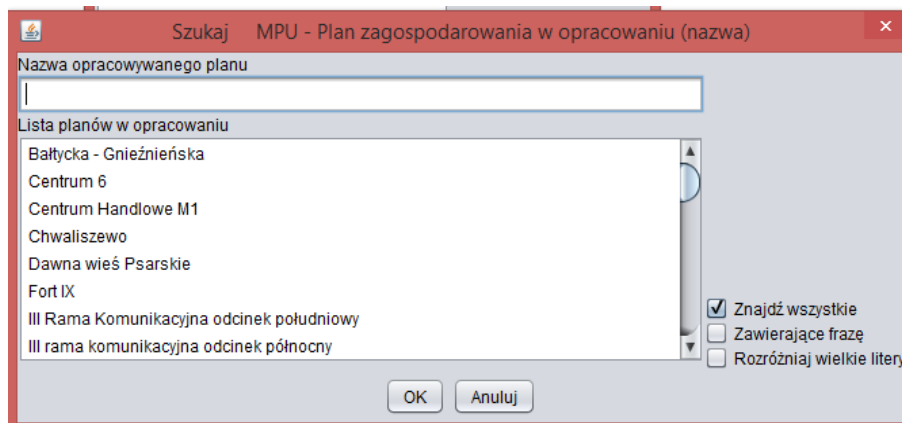 Szukaj MPU - Plan zagospodarowania w opracowaniu (nazwa)
Nazwa opracowywanego planu
Lista planów w opracowaniu
Bałtycka - Gnieźnieńska
Centrum 6
Centrum Handlowe M1
Chwaliszewo
Dawna wieś Psarskie
Fort IX
III Rama Komunikacyjna odcinek południowy
III rama komunikacyjna odcinek północny
Znajdź wszystkie
Zawierające frazę
Rozróżniaj wielkie litery
OK Anuluj